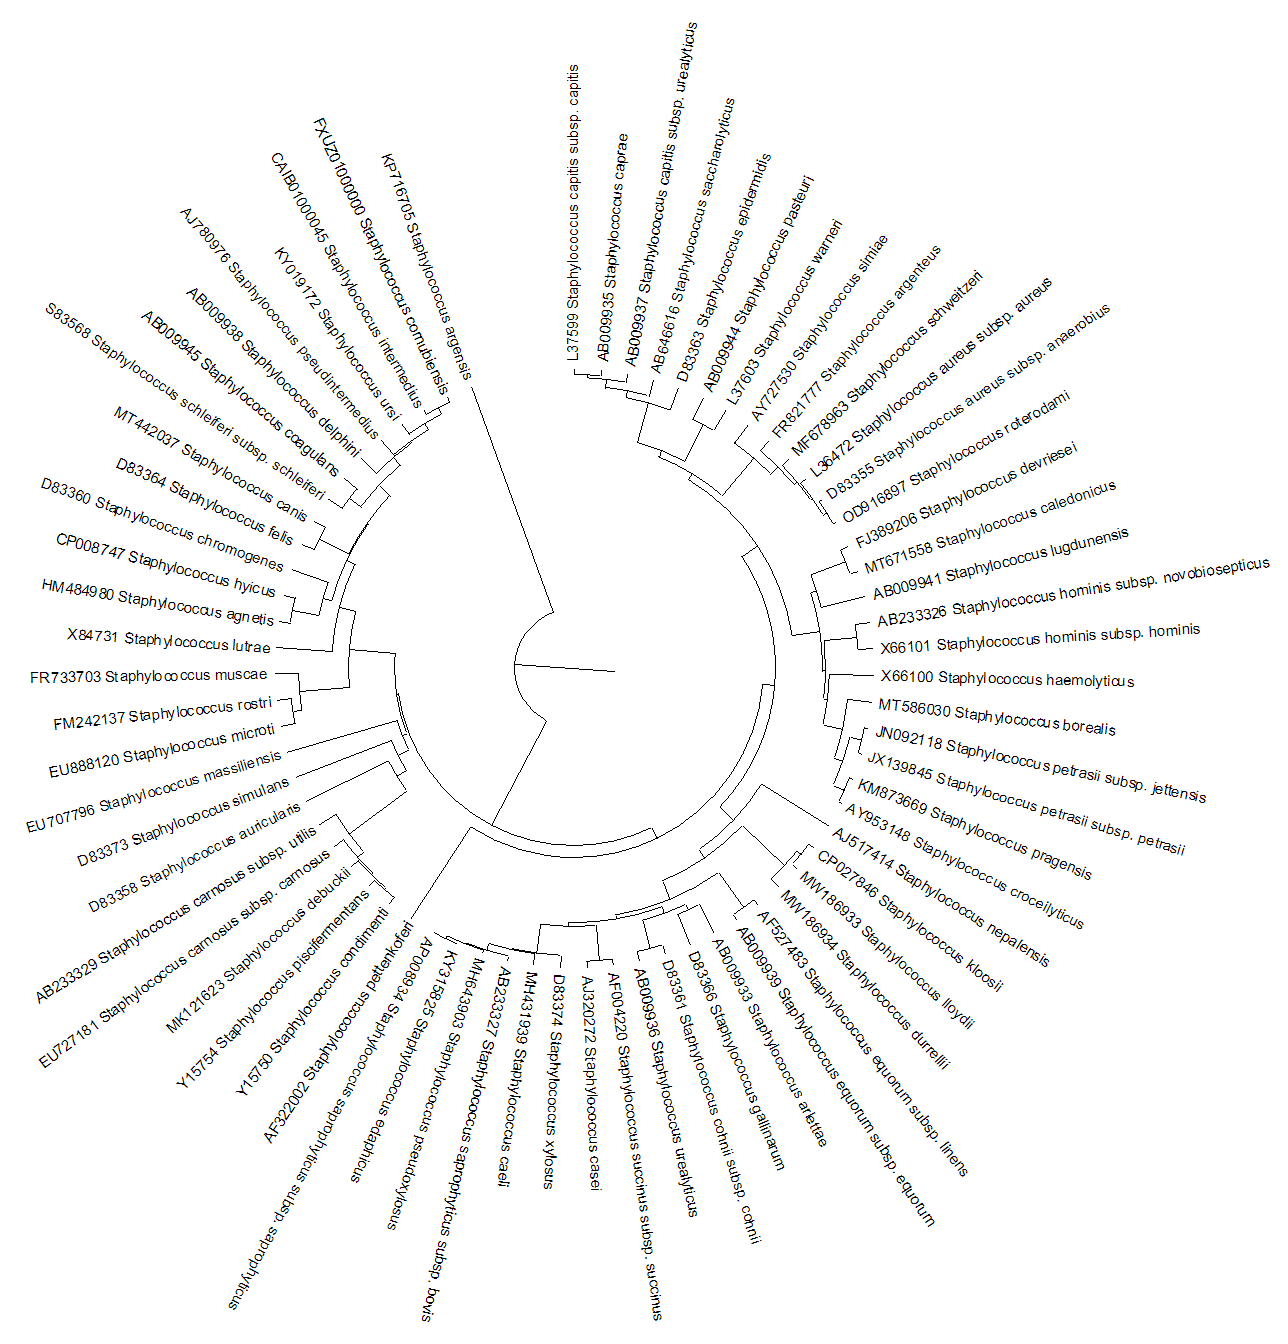 L37599 Staphylococcus capitis subsp. capitis
AB009935 Staphylococcus caprae
AB009937 Staphylococcus capitis subsp. urealyticus
AB646616 Staphylococcus saccharolyticus
D83363 Staphylococcus epidermidis
AB009944 Staphylococcus pasteuri
L37603 Staphylococcus warneri
AY727530 Staphylococcus simiae
FR821777 Staphylococcus argenteus
MF678963 Staphylococcus schweitzeri
L36472 Staphylococcus aureus subsp. aureus
D83355 Staphylococcus aureus subsp. anaerobius
OD916897 Staphylococcus roterodami
FJ389206 Staphylococcus devriesei
MT671558 Staphylococcus caledonicus
AB009941 Staphylococcus lugdunensis
AB233326 Staphylococcus hominis subsp. novobiosepticus
X66101 Staphylococcus hominis subsp. hominis
X66100 Staphylococcus haemolyticus
MT586030 Staphylococcus borealis
JN092118 Staphylococcus petrasii subsp. jettensis
JX139845 Staphylococcus petrasii subsp. petrasii
KM873669 Staphylococcus pragensis
AY953148 Staphylococcus croceilyticus
AJ517414 Staphylococcus nepalensis
CP027846 Staphylococcus kloosii
MW186933 Staphylococcus lloydii
MW186934 Staphylococcus durrellii
AF527483 Staphylococcus equorum subsp. linens
AB009939 Staphylococcus equorum subsp. equorum
AB009933 Staphylococcus arlettae
D83366 Staphylococcus gallinarum
D83361 Staphylococcus cohnii subsp. cohnii
AB009936 Staphylococcus urealyticus
AF004220 Staphylococcus succinus subsp. succinus
AJ320272 Staphylococcus casei
D83374 Staphylococcus xylosus
MH431939 Staphylococcus caeli
AB233327 Staphylococcus saprophyticus subsp. bovis
MH643903 Staphylococcus pseudoxylosus
KY315825 Staphylococcus edaphicus
AP008934 Staphylococcus saprophyticus subsp. saprophyticus
AF322002 Staphylococcus pettenkoferi
Y15750 Staphylococcus condimenti
Y15754 Staphylococcus piscifermentans
MK121623 Staphylococcus debuckii
EU727181 Staphylococcus carnosus subsp. carnosus
AB233329 Staphylococcus carnosus subsp. utilis
D83358 Staphylococcus auricularis
D83373 Staphylococcus simulans
EU707796 Staphylococcus massiliensis
EU888120 Staphylococcus microti
FM242137 Staphylococcus rostri
FR733703 Staphylococcus muscae
X84731 Staphylococcus lutrae
HM484980 Staphylococcus agnetis
CP008747 Staphylococcus hyicus
D83360 Staphylococcus chromogenes
D83364 Staphylococcus felis
MT442037 Staphylococcus canis
S83568 Staphylococcus schleiferi subsp. schleiferi
AB009945 Staphylococcus coagulans
AB009938 Staphylococcus delphini
AJ780976 Staphylococcus pseudintermedius
KY019172 Staphylococcus ursi
CAIB01000045 Staphylococcus intermedius
FXUZ01000000 Staphylococcus cornubiensis
KP716705 Staphylococcus argensis